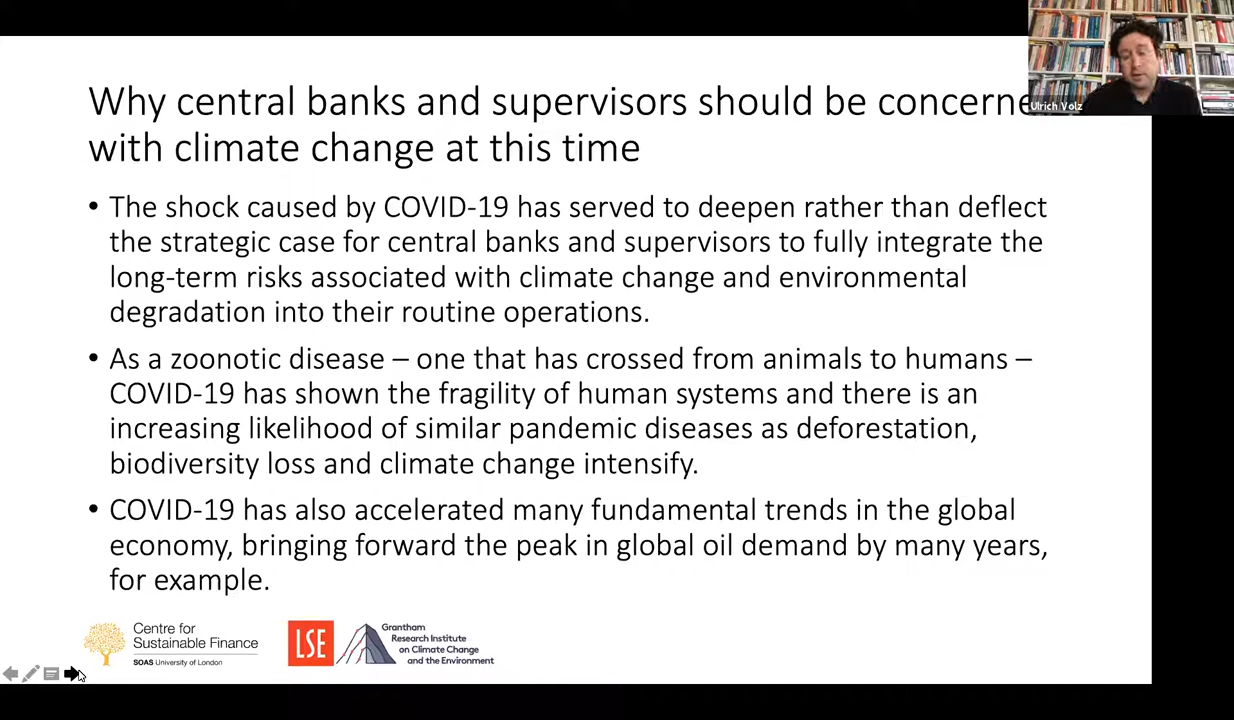 Why central banks and supervisors should be concerne
with climate change at this time
Ulrich Volz
• The shock caused by COVID-19 has served to deepen rather than deflect
the strategic case for central banks and supervisors to fully integrate the
long-term risks associated with climate change and environmental
degradation into their routine operations.
• As a zoonotic disease – one that has crossed from animals to humans –
COVID-19 has shown the fragility of human systems and there is an
increasing likelihood of similar pandemic diseases as deforestation,
biodiversity loss and climate change intensify.
• COVID-19 has also accelerated many fundamental trends in the global
economy, bringing forward the peak in global oil demand by many years,
for example.
Centre for
Sustainable Finance
SOAS University of London
LSE
Grantham
Research Institute
on Climate Change
and the Environment